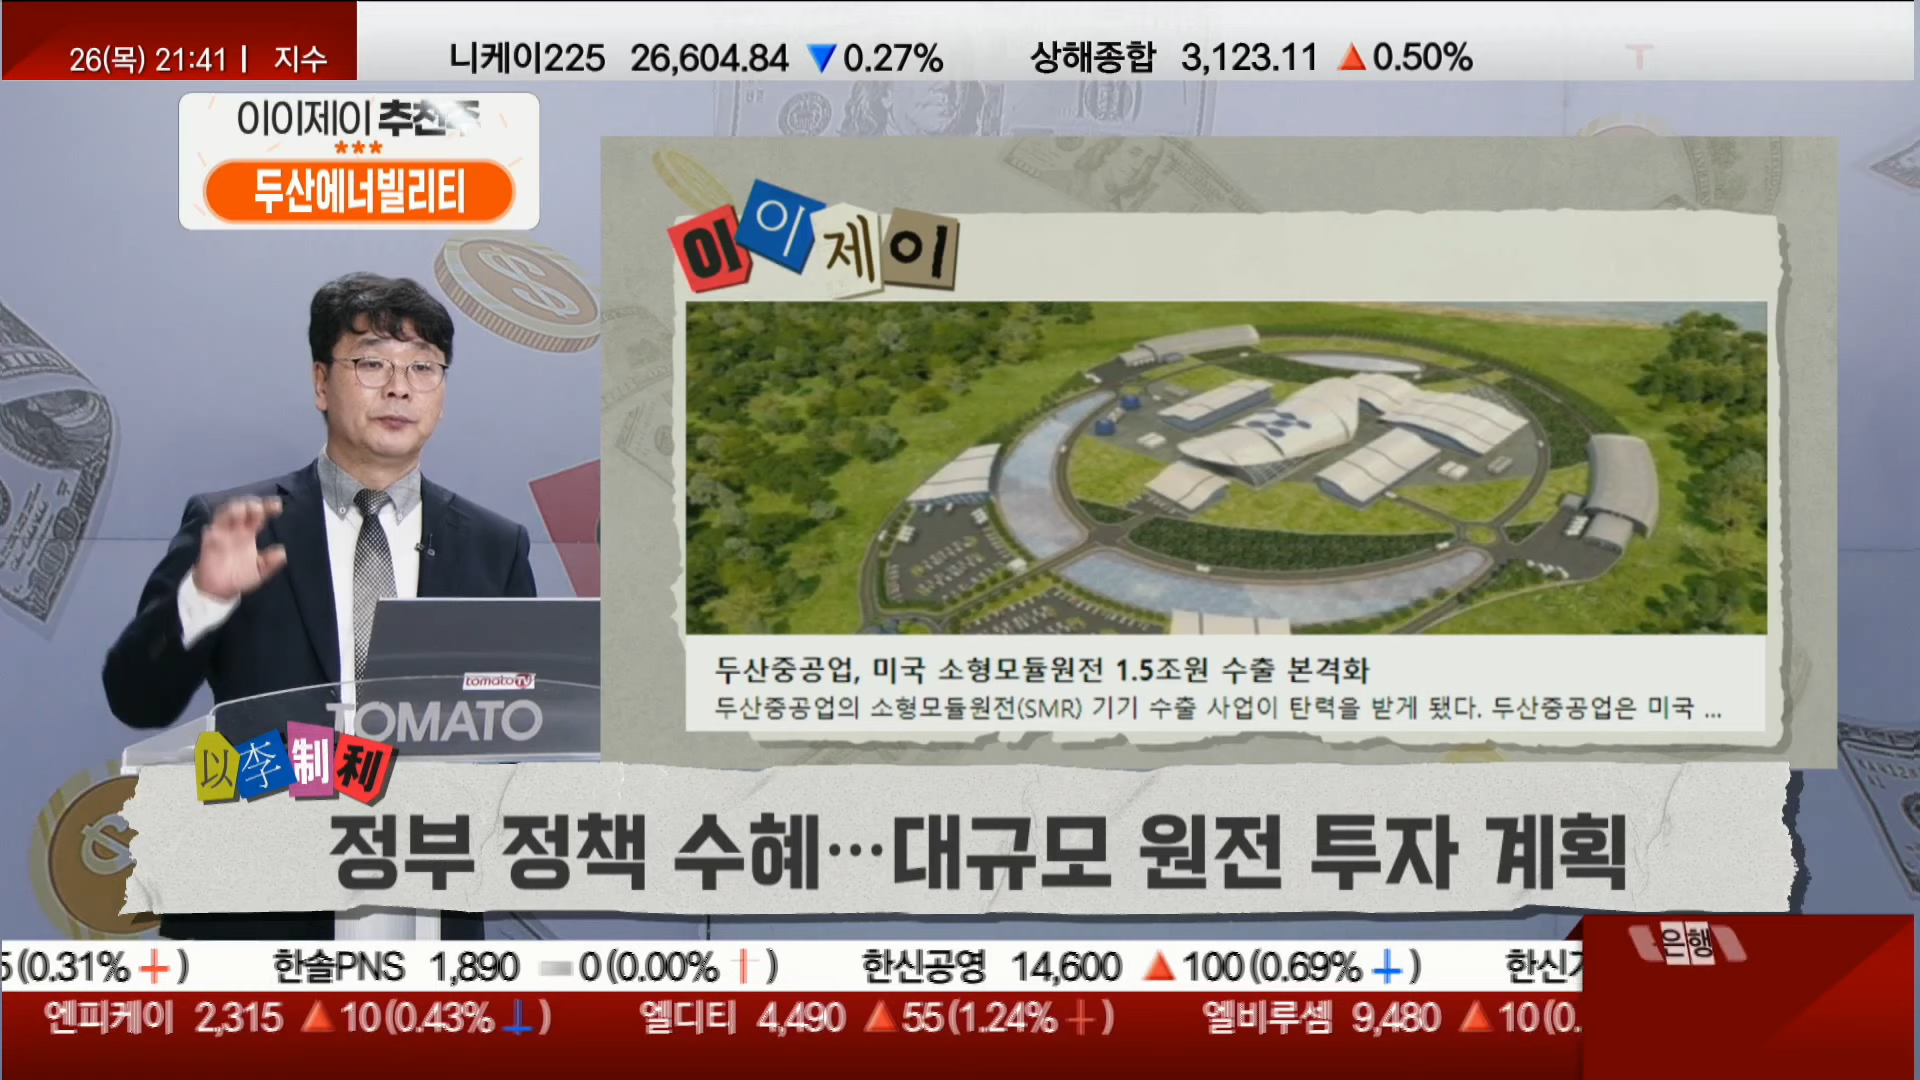 26(목) 21:41 | 지수
니케이225 26,604.84 ▼0.27% 상해종합 3,123.11 ▲0.50%
이이제이 추천주
***
두산에너빌리티
이이제이
두산중공업, 미국 소형모듈원전 1.5조원 수출 본격화
두산중공업의 소형모듈원전(SMR) 기기 수출 사업이 탄력을 받게 됐다. 두산중공업은 미국 ...
tomatoTV
TOMATO
以李制利
정부 정책 수혜…대규모 원전 투자 계획
은행
5(0.31% ) 한솔PNS 1,890 0(0.00% ) 한신공영 14,600 ▲100(0.69% ) 한신
엔피케이 2,315 ▲10(0.43% ) 엘디티 4,490 ▲55(1.24% ) 엘비루셈 9,480 ▲10(0.